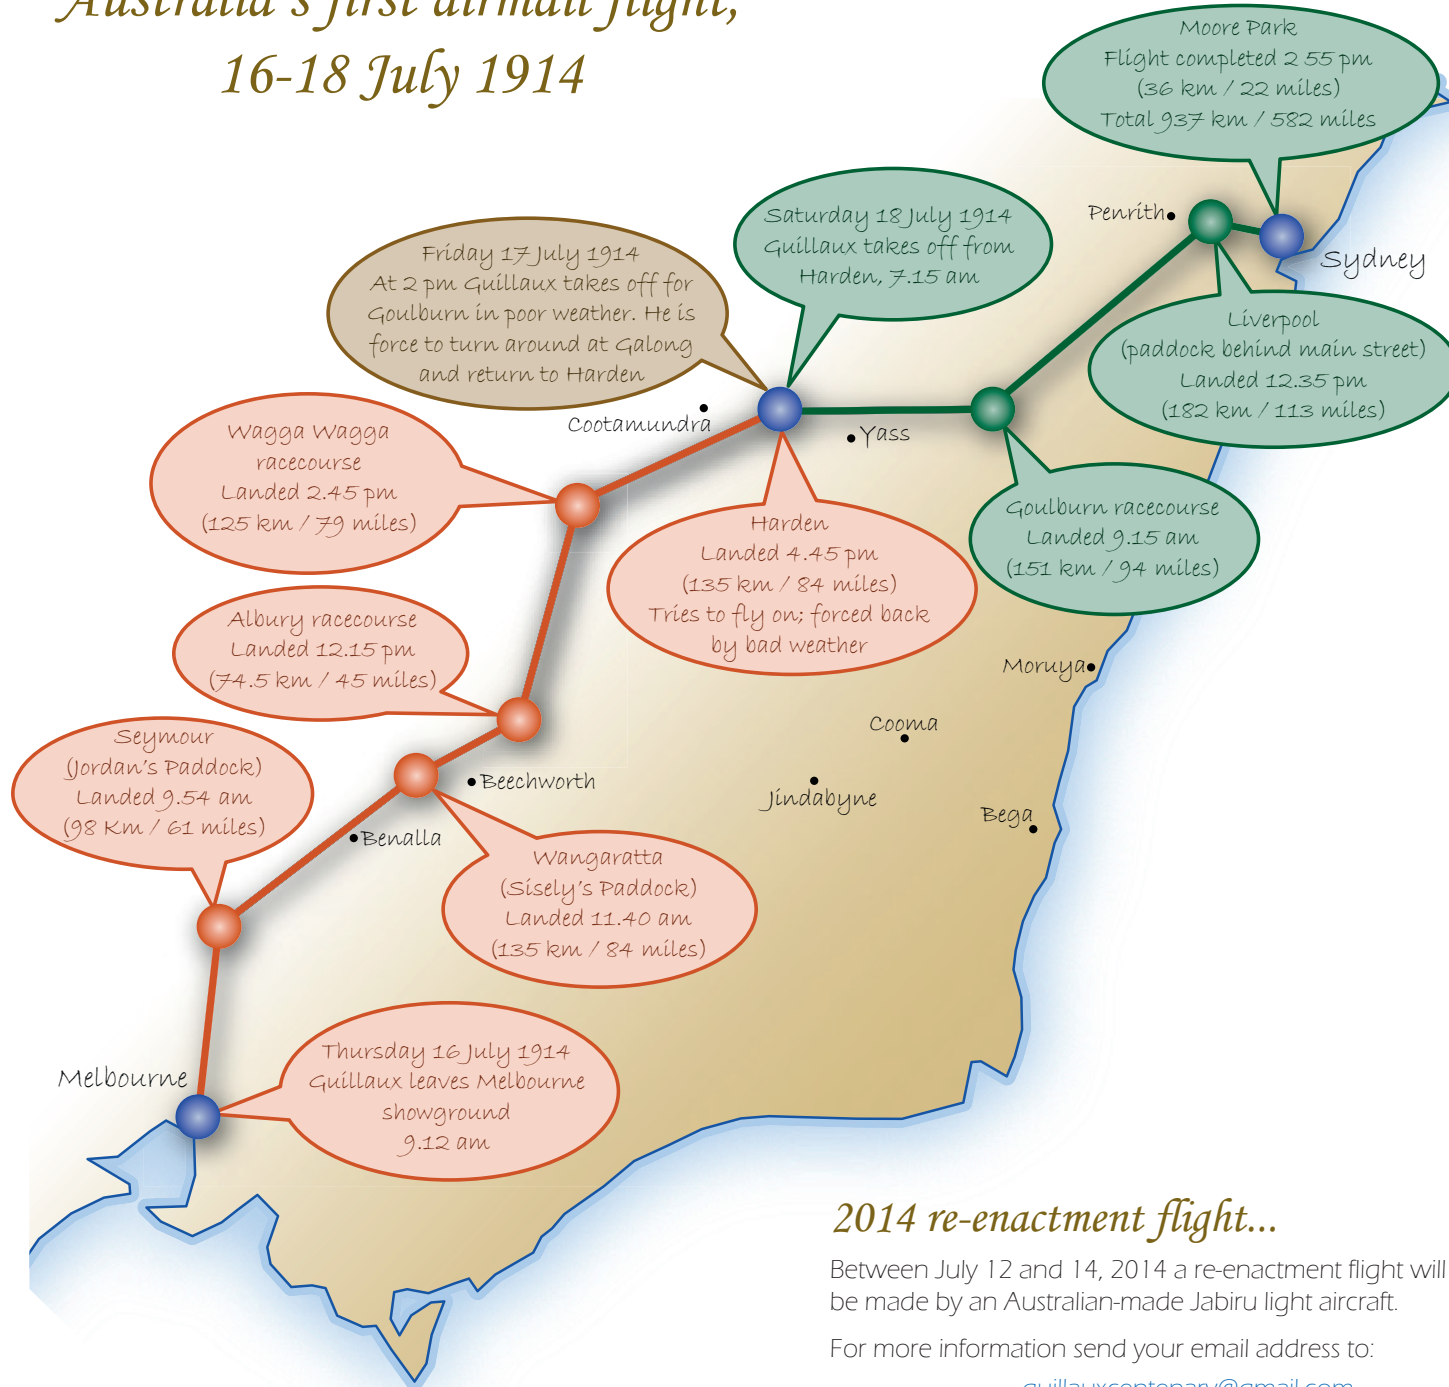 Australia's first airmail flight,
16-18 July 1914
Moore Park
Flight completed 2 55 pm
(36 km / 22 miles)
Total 937 km / 582 miles
Saturday 18 July 1914
Guillaux takes off from
Harden, 7.15 am
Penrith
Sydney
Friday 17 July 1914
At 2 pm Guillaux takes off for
Goulburn in poor weather. He is
force to turn around at Galong
and return to Harden
Liverpool
(paddock behind main street)
Landed 12.35 pm
(182 km / 113 miles)
Cootamundra
Yass
Wagga Wagga
racecourse
Landed 2.45 pm
(125 km / 79 miles)
Harden
Landed 4.45 pm
(135 km / 84 miles)
Tries to fly on; forced back
by bad weather
Goulburn racecourse
Landed 9.15 am
(151 km / 94 miles)
Albury racecourse
Landed 12.15 pm
(74.5 km / 45 miles)
Moruya
Cooma
Jindabyne
Bega
Seymour
(Jordan's Paddock)
Landed 9.54 am
(98 Km / 61 miles)
Beechworth
Benalla
Wangaratta
(Sisely's Paddock)
Landed 11.40 am
(135 km / 84 miles)
Melbourne
Thursday 16 July 1914
Guillaux leaves Melbourne
showground
9.12 am
2014 re-enactment flight...
Between July 12 and 14, 2014 a re-enactment flight will
be made by an Australian-made Jabiru light aircraft.
For more information send your email address to:
guillauxcentenary@gmail.com